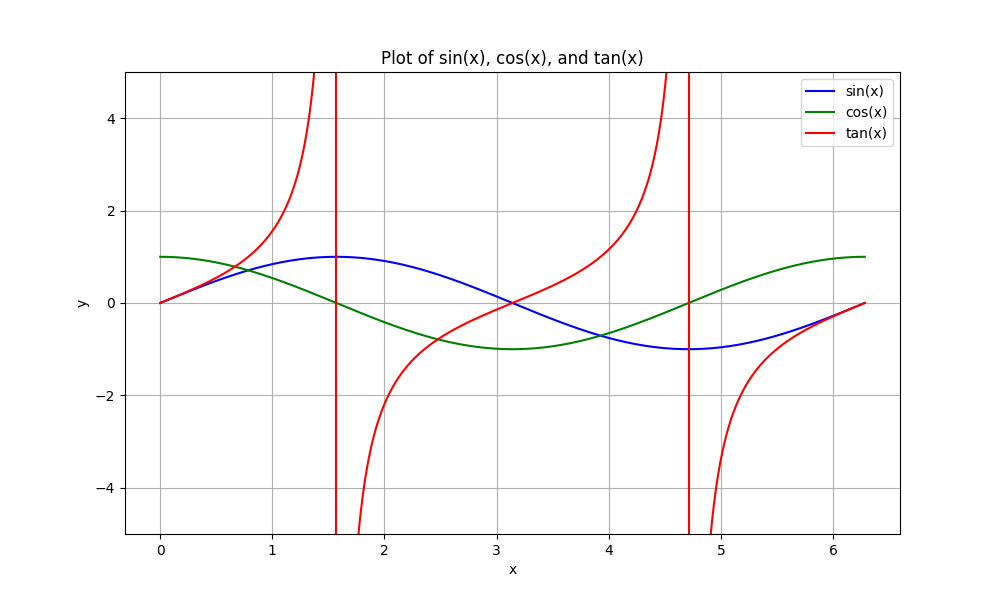 Plot of sin(x), cos(x), and tan(x)
sin(x)
cos(x)
tan(x)
4
2
0
−2
−4
y
0 1 2 3 4 5 6
x